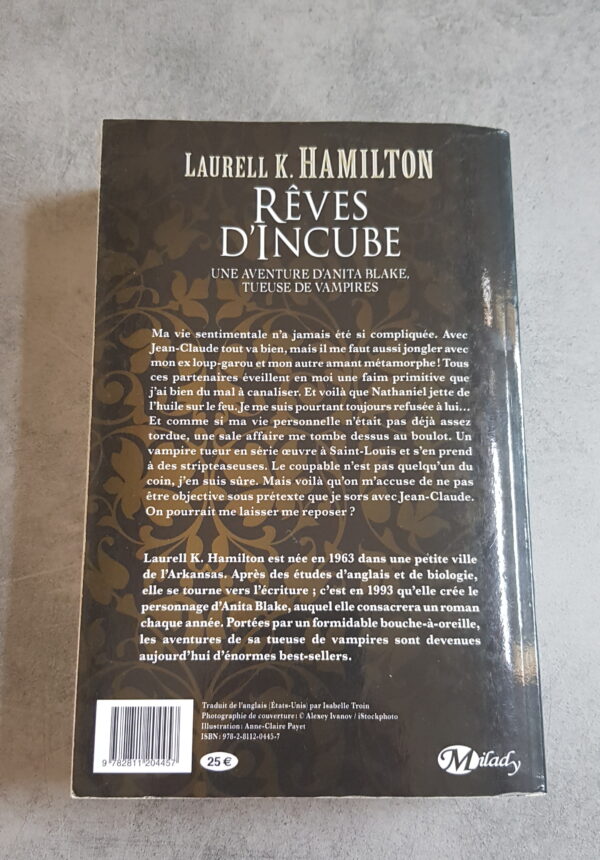 LAURELL K. HAMILTON
RÊVES
D'INCUBE
UNE AVENTURE D'ANITA BLAKE,
TUEUSE DE VAMPIRES
Ma vie sentimentale n'a jamais été si compliquée. Avec
Jean-Claude tout va bien, mais il me faut aussi jongler avec
mon ex loup-garou et mon autre amant métamorphe ! Tous
ces partenaires éveillent en moi une faim primitive que
j'ai bien du mal à canaliser. Et voilà que Nathaniel jette de
l'huile sur le feu. Je me suis pourtant toujours refusée à lui...
Et comme si ma vie personnelle n'était pas déjà assez
tordue, une sale affaire me tombe dessus au boulot. Un
vampire tueur en série œuvre à Saint-Louis et s'en prend
à des stripteaseuses. Le coupable n'est pas quelqu'un du
coin, j'en suis sûre. Mais voilà qu'on m'accuse de ne pas
être objective sous prétexte que je sors avec Jean-Claude.
On pourrait me laisser me reposer ?
Laurell K. Hamilton est née en 1963 dans une petite ville
de l'Arkansas. Après des études d'anglais et de biologie,
elle se tourne vers l'écriture ; c'est en 1993 qu'elle crée le
personnage d'Anita Blake, auquel elle consacrera un roman
chaque année. Portées par un formidable bouche-à-oreille,
les aventures de sa tueuse de vampires sont devenues
aujourd'hui d'énormes best-sellers.
Traduit de l'anglais (États-Unis) par Isabelle Troin
Photographie de couverture : © Alexey Ivanov / iStockphoto
Illustration : Anne-Claire Payet
ISBN : 978-2-8112-0445-7
9 782811 204457
25 €
Milady